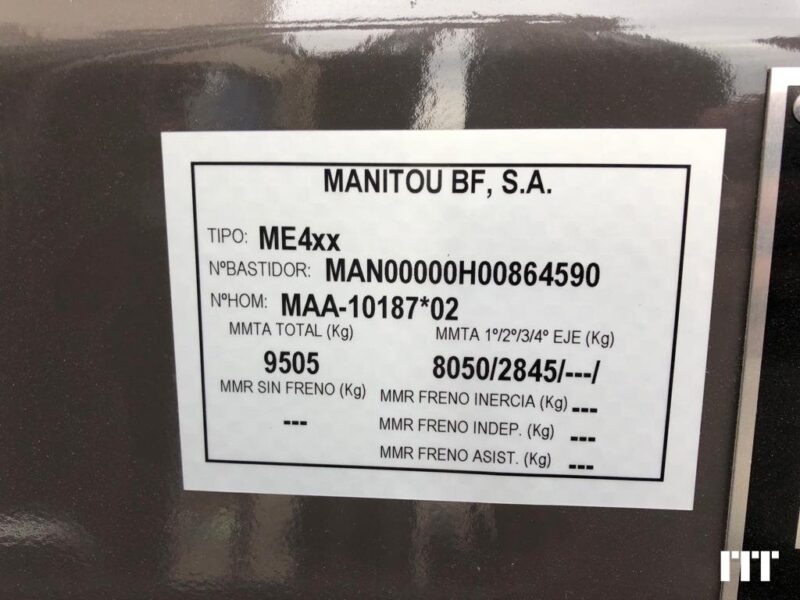 MANITOU BF, S.A.
TIPO: ME4xx
NºBASTIDOR: MAN00000H00864590
NºHOM: MAA-10187*02
MMTA TOTAL (Kg) MMTA 1º/2º/3/4º EJE (Kg)
9505 8050/2845/---/
MMR SIN FRENO (Kg) MMR FRENO INERCIA (Kg) ---
--- MMR FRENO INDEP. (Kg) ---
MMR FRENO ASIST. (Kg) ---
ITT